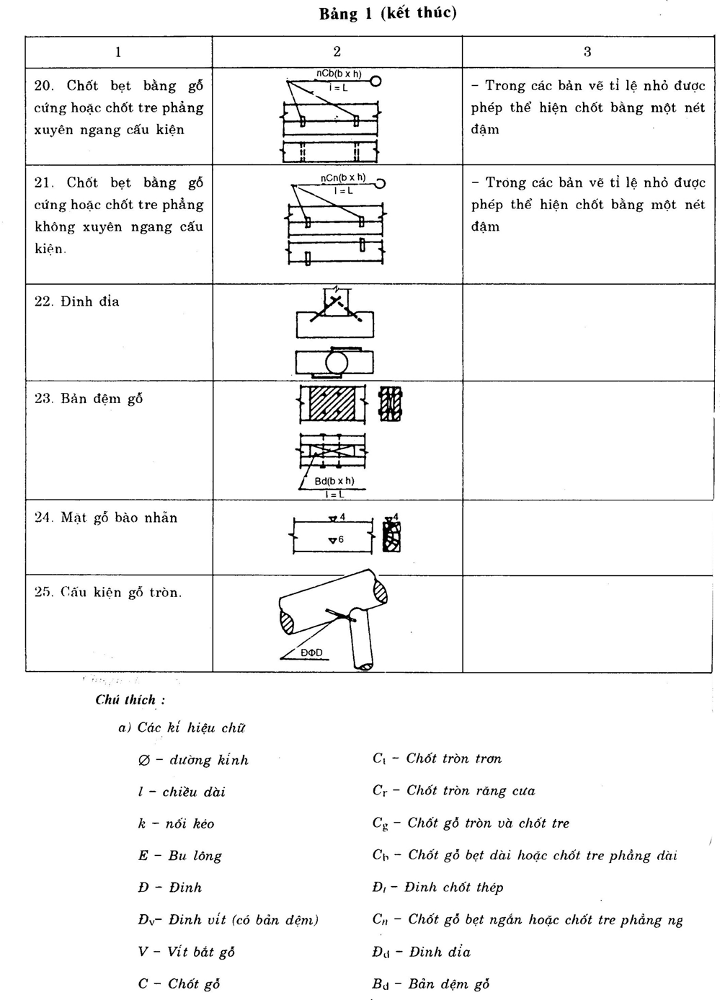 Bảng 1 (kết thúc)
1
2
3
20. Chốt bẹt bằng gỗ
cứng hoặc chốt tre phẳng
xuyên ngang cấu kiện
nCb(b x h)
l = L
– Trong các bản vẽ tỉ lệ nhỏ được
phép thể hiện chốt bằng một nét
đậm
21. Chốt bẹt bằng gỗ
cứng hoặc chốt tre phẳng
không xuyên ngang cấu
kiện.
nCn(b x h)
l = L
– Trong các bản vẽ tỉ lệ nhỏ được
phép thể hiện chốt bằng một nét
đậm
22. Đinh đỉa
23. Bản đệm gỗ
Bd(b x h)
l = L
24. Mặt gỗ bào nhẵn
4
6
4
25. Cấu kiện gỗ tròn.
ĐΦD
Chú thích :
a) Các kí hiệu chữ
Ø – đường kính
l – chiều dài
k – nối kéo
E – Bu lông
Đ – Đinh
Đv– Đinh vít (có bản đệm)
V – Vít bắt gỗ
C – Chốt gỗ
Ct – Chốt tròn trơn
Cr – Chốt tròn răng cưa
Cg – Chốt gỗ tròn và chốt tre
Cb – Chốt gỗ bẹt dài hoặc chốt tre phẳng dài
Đt – Đinh chốt thép
Cn – Chốt gỗ bẹt ngắn hoặc chốt tre phẳng ng
Đd – Đinh đỉa
Bd – Bản đệm gỗ